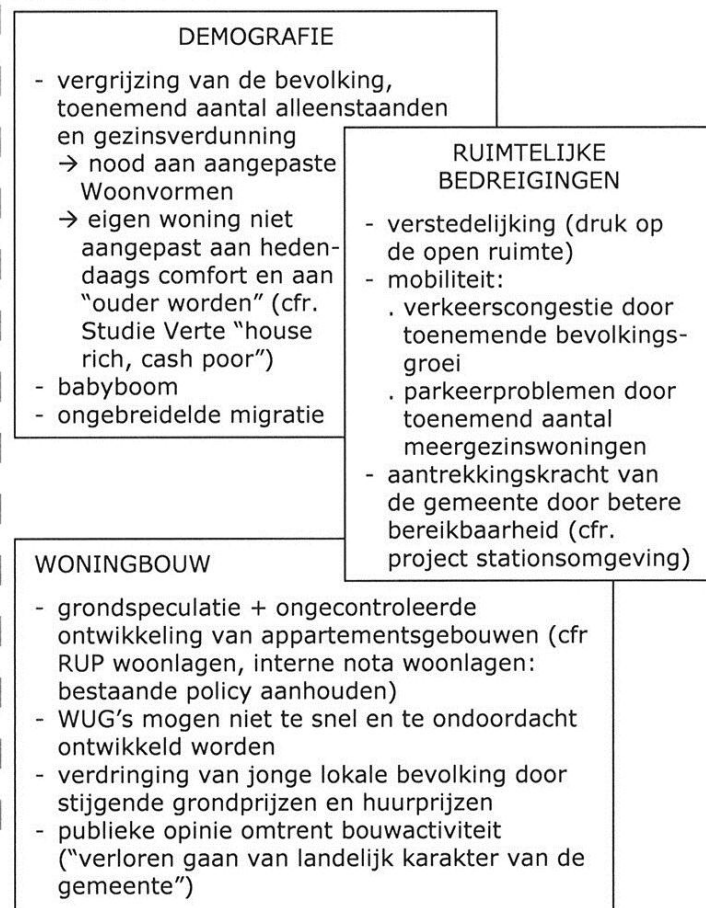 DEMOGRAFIE
- vergrijzing van de bevolking,
toenemend aantal alleenstaanden
en gezinsverdunning
→ nood aan aangepaste
Woonvormen
→ eigen woning niet
aangepast aan heden-
daags comfort en aan
“ouder worden” (cfr.
Studie Verte “house
rich, cash poor”)
- babyboom
- ongebreidelde migratie
RUIMTELIJKE
BEDREIGINGEN
- verstedelijking (druk op
de open ruimte)
- mobiliteit:
. verkeerscongestie door
toenemende bevolkings-
groei
. parkeerproblemen door
toenemend aantal
meergezinswoningen
- aantrekkingskracht van
de gemeente door betere
bereikbaarheid (cfr.
project stationsomgeving)
WONINGBOUW
- grondspeculatie + ongecontroleerde
ontwikkeling van appartementsgebouwen (cfr
RUP woonlagen, interne nota woonlagen:
bestaande policy aanhouden)
- WUG’s mogen niet te snel en te ondoordacht
ontwikkeld worden
- verdringing van jonge lokale bevolking door
stijgende grondprijzen en huurprijzen
- publieke opinie omtrent bouwactiviteit
(“verloren gaan van landelijk karakter van de
gemeente”)